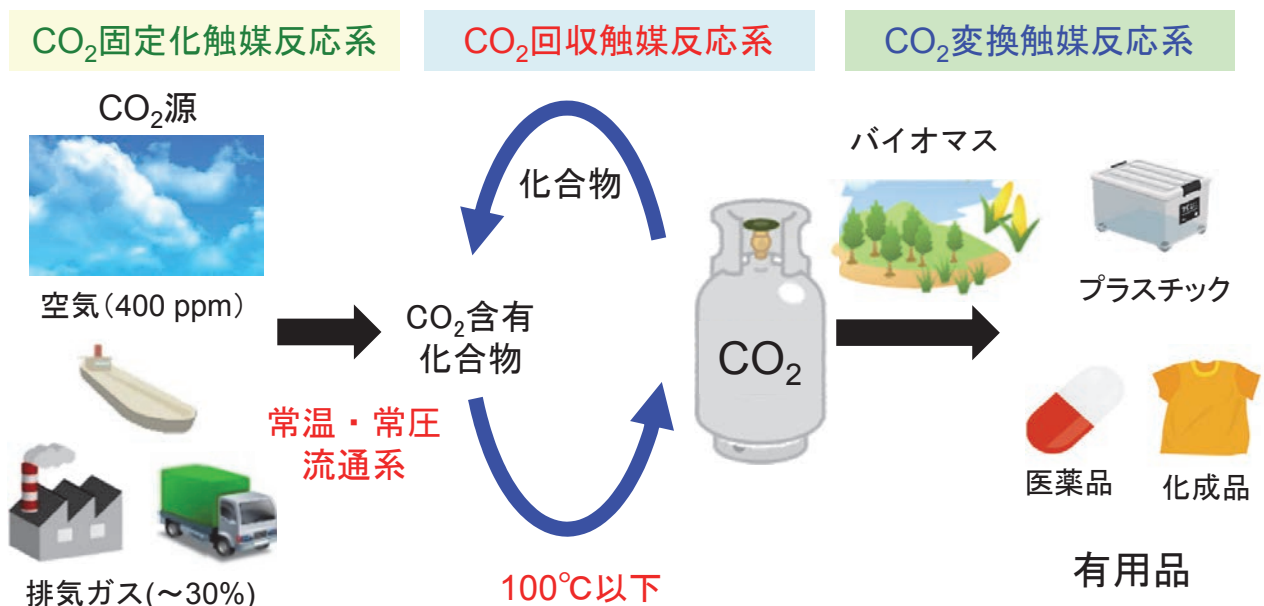 CO₂固定化触媒反応系
CO₂回収触媒反応系
CO₂変換触媒反応系
CO₂源
空気(400 ppm)
排気ガス(~30%)
常温・常圧
流通系
化合物
CO₂含有
化合物
100℃以下
CO₂
バイオマス
プラスチック
医薬品
化成品
有用品